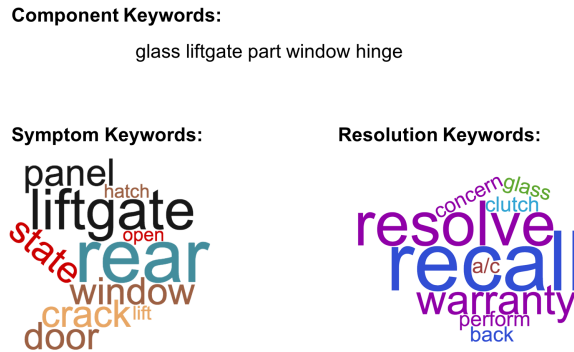 Component Keywords:
glass liftgate part window hinge
Symptom Keywords:
Resolution Keywords:
panel
hatch
liftgate
state
open
rear
window
crack
lift
door
concern
glass
clutch
resolve
recall
a/c
warranty
perform
back